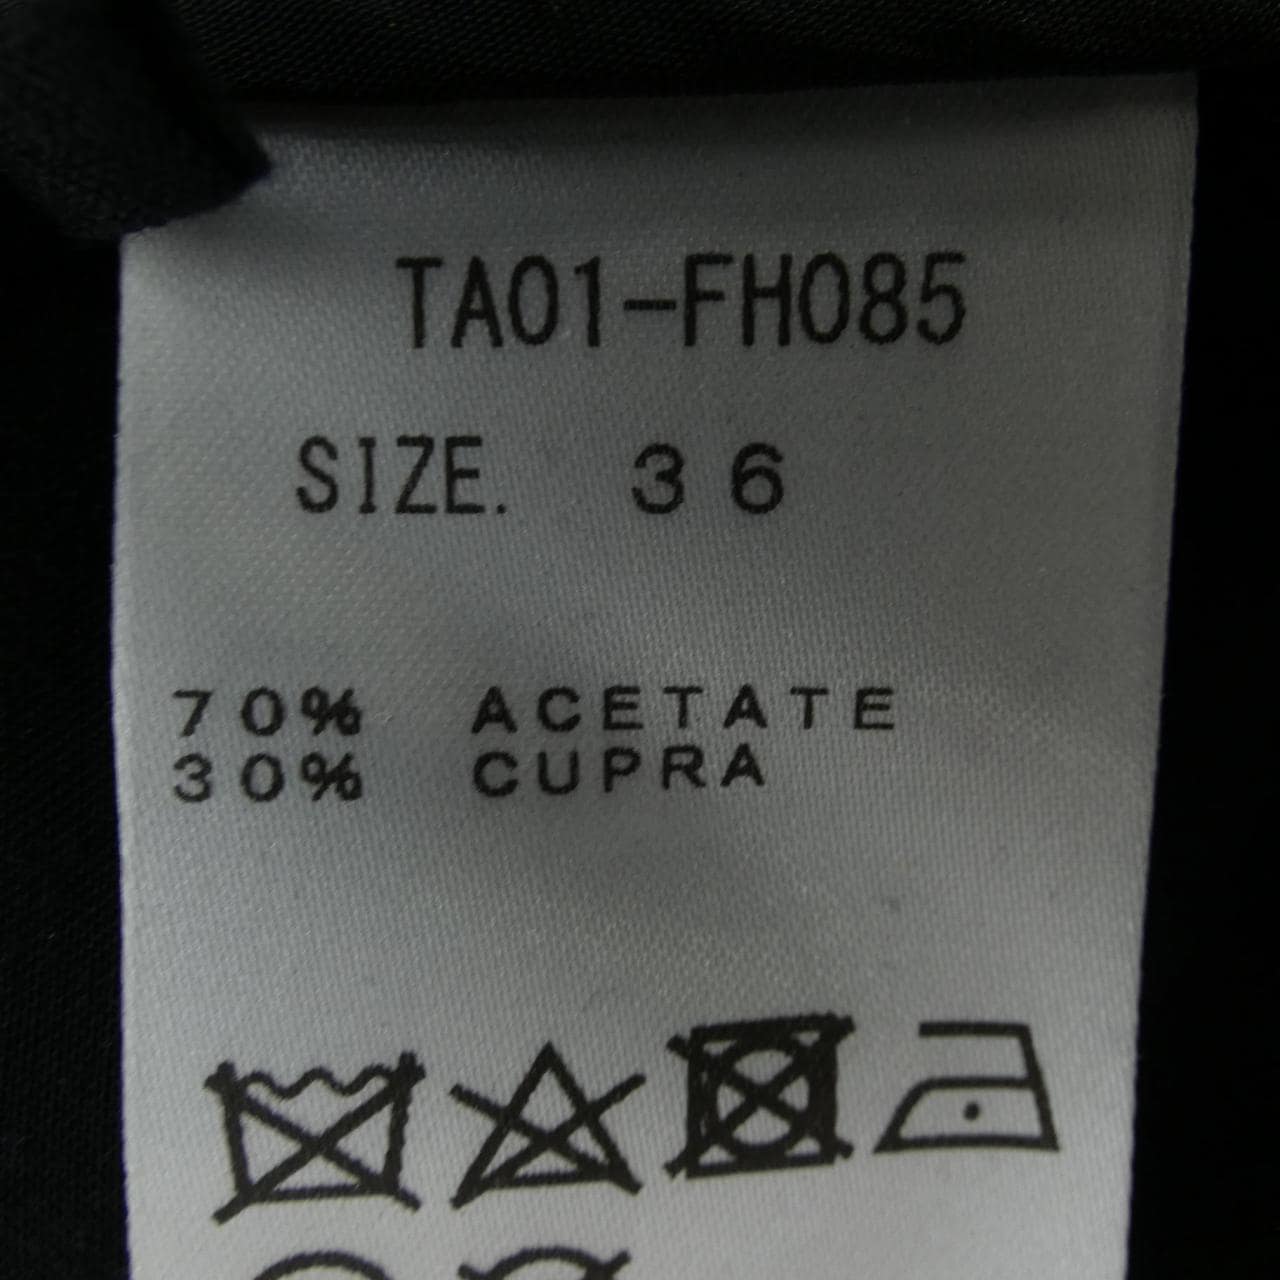 TA01-FH085
SIZE. 36
70% ACETATE
30% CUPRA